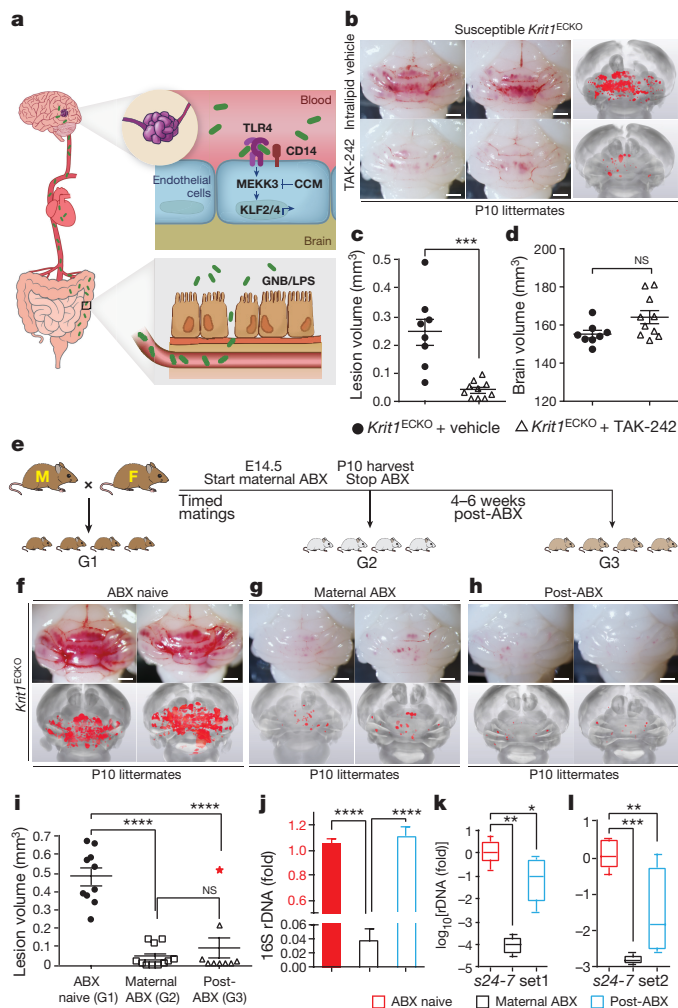 a
Blood
TLR4
CD14
Endothelial
cells
MEKK3
CCM
KLF2/4
Brain
GNB/LPS
b
Susceptible Krit1ECKO
Intralipid vehicle
TAK-242
P10 littermates
c
***
Lesion volume (mm3)
0.5
0.4
0.3
0.2
0.1
0
d
NS
Brain volume (mm3)
200
180
160
140
120
● Krit1ECKO + vehicle
△ Krit1ECKO + TAK-242
e
M × F
E14.5
Start maternal ABX
P10 harvest
Stop ABX
Timed
matings
4–6 weeks
post-ABX
G1
G2
G3
f
ABX naive
g
Maternal ABX
h
Post-ABX
Krit1ECKO
P10 littermates
P10 littermates
P10 littermates
i
****
****
NS
Lesion volume (mm3)
0.7
0.6
0.5
0.4
0.3
0.2
0.1
0
ABX
naive (G1)
Maternal
ABX (G2)
Post-
ABX (G3)
j
**** ****
16S rDNA (fold)
1.2
1.0
0.8
0.6
0.4
0.06
0.04
0.02
0.00
k
*
**
log10[rDNA (fold)]
1
0
−1
−2
−3
−4
−5
s24-7 set1
l
**
***
1
0
−1
−2
−3
s24-7 set2
ABX naive
Maternal ABX
Post-ABX